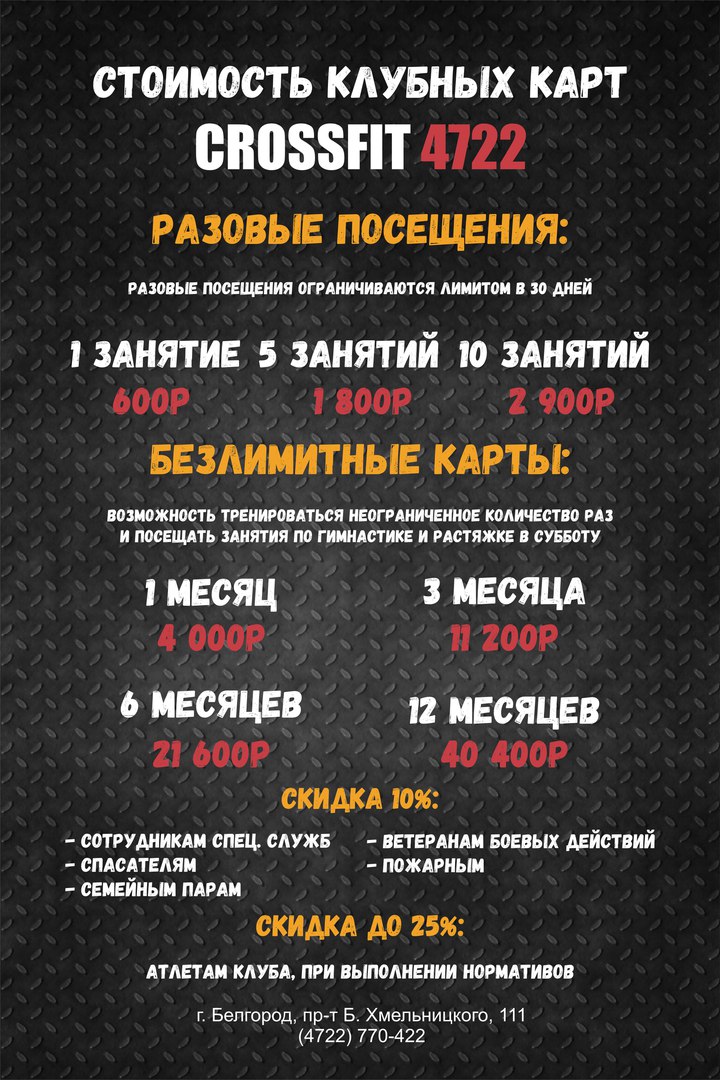 СТОИМОСТЬ КЛУБНЫХ КАРТ
CROSSFIT 4722
РАЗОВЫЕ ПОСЕЩЕНИЯ:
РАЗОВЫЕ ПОСЕЩЕНИЯ ОГРАНИЧИВАЮТСЯ ЛИМИТОМ В 30 ДНЕЙ
1 ЗАНЯТИЕ 5 ЗАНЯТИЙ 10 ЗАНЯТИЙ
600Р 1 800Р 2 900Р
БЕЗЛИМИТНЫЕ КАРТЫ:
ВОЗМОЖНОСТЬ ТРЕНИРОВАТЬСЯ НЕОГРАНИЧЕННОЕ КОЛИЧЕСТВО РАЗ
И ПОСЕЩАТЬ ЗАНЯТИЯ ПО ГИМНАСТИКЕ И РАСТЯЖКЕ В СУББОТУ
1 МЕСЯЦ 3 МЕСЯЦА
4 000Р 11 200Р
6 МЕСЯЦЕВ 12 МЕСЯЦЕВ
21 600Р 40 400Р
СКИДКА 10%:
- СОТРУДНИКАМ СПЕЦ. СЛУЖБ - ВЕТЕРАНАМ БОЕВЫХ ДЕЙСТВИЙ
- СПАСАТЕЛЯМ - ПОЖАРНЫМ
- СЕМЕЙНЫМ ПАРАМ
СКИДКА ДО 25%:
АТЛЕТАМ КЛУБА, ПРИ ВЫПОЛНЕНИИ НОРМАТИВОВ
г. Белгород, пр-т Б. Хмельницкого, 111
(4722) 770-422